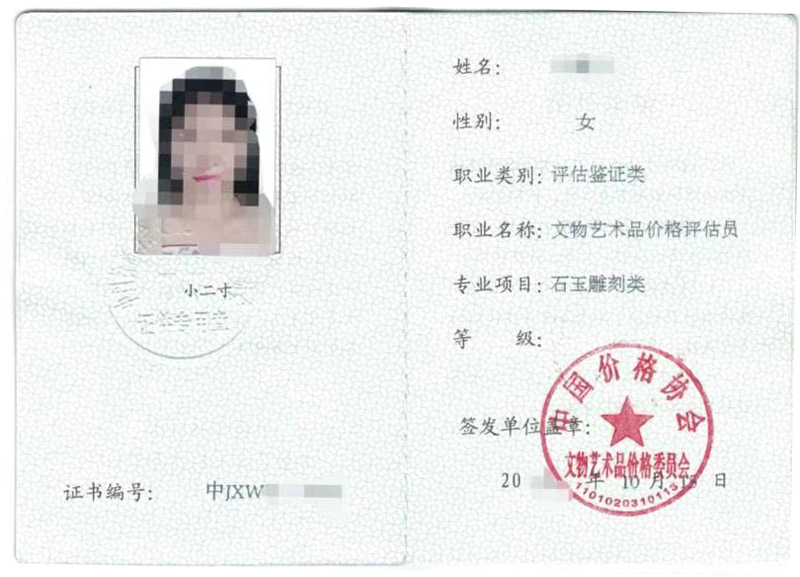 小二寸
证书编号: 中JXW
姓名:
性别: 女
职业类别: 评估鉴证类
职业名称: 文物艺术品价格评估员
专业项目: 石玉雕刻类
等 级:
签发单位盖章:
中国价格协会
文物艺术品价格委员会
20 年 10 月 13 日
1101020310113